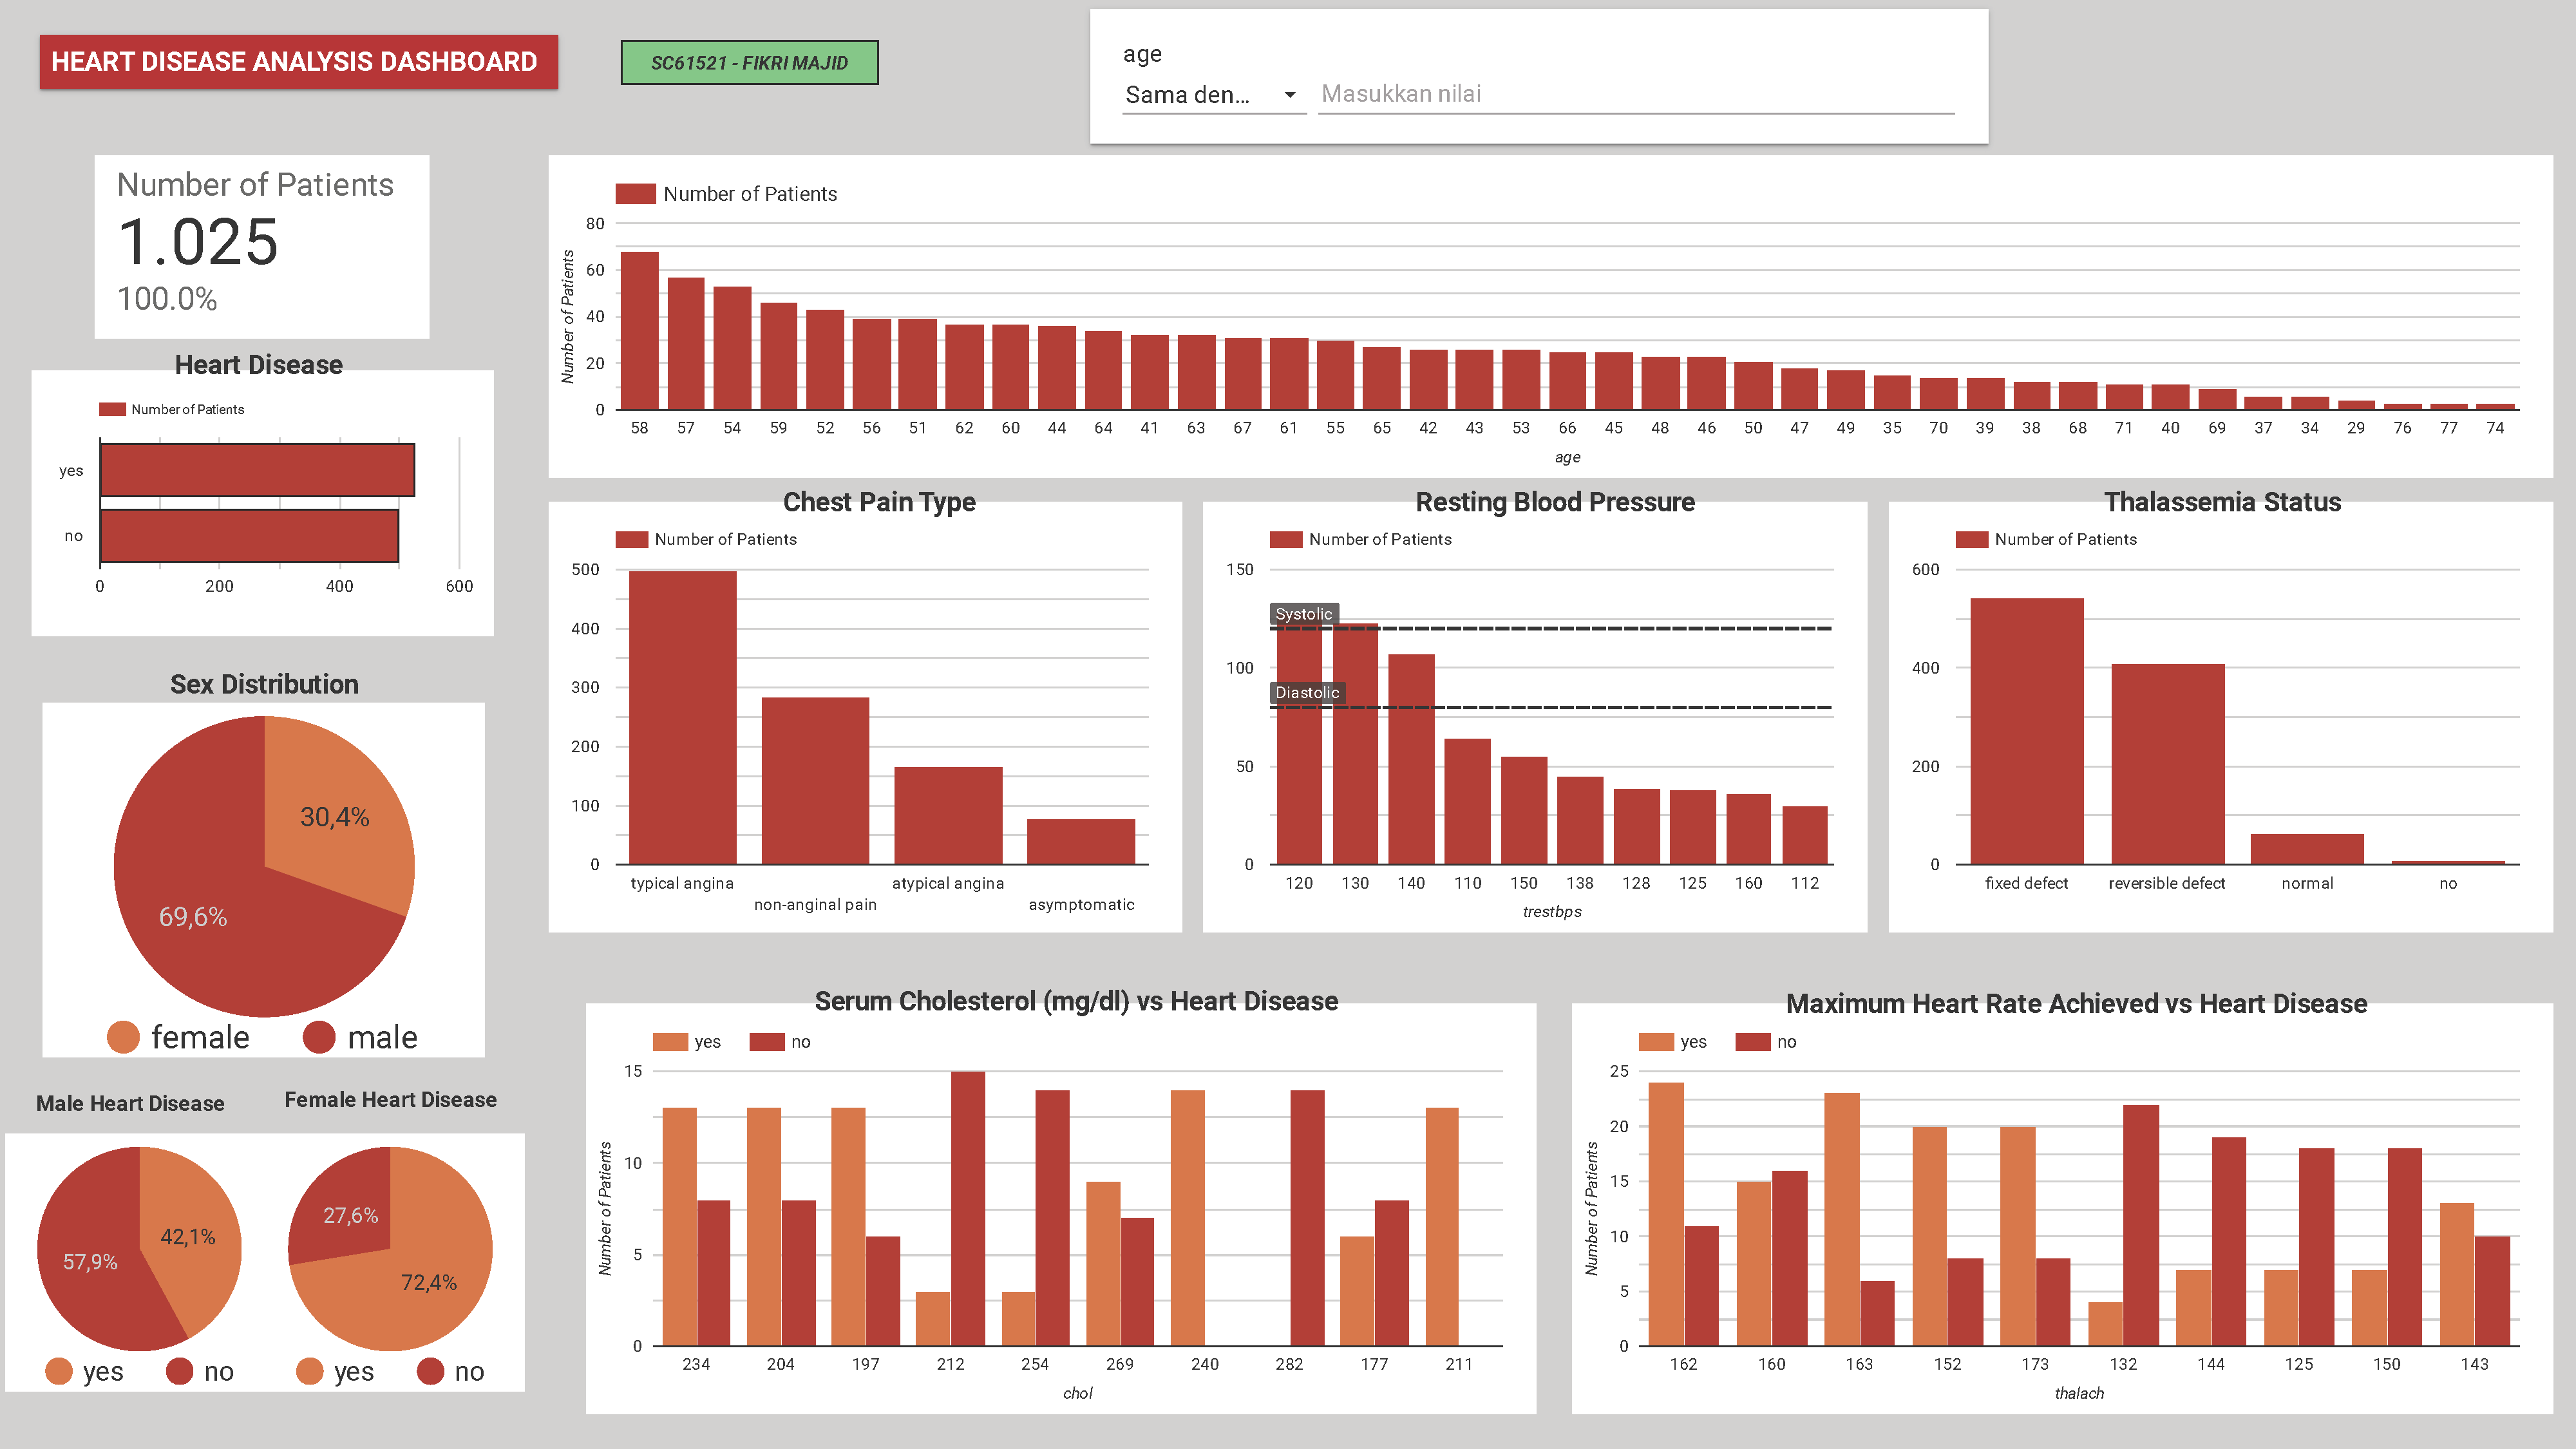 HEART DISEASE ANALYSIS DASHBOARD
SC61521 - FIKRI MAJID
age
Sama den... Masukkan nilai
Number of Patients
1.025
100.0%
Number of Patients
80
60
40
20
0
Number of Patients
58 57 54 59 52 56 51 62 60 44 64 41 63 67 61 55 65 42 43 53 66 45 48 46 50 47 49 35 70 39 38 68 71 40 69 37 34 29 76 77 74
age
Heart Disease
Number of Patients
yes
no
0 200 400 600
Chest Pain Type
Number of Patients
500
400
300
200
100
0
typical angina
non-anginal pain
atypical angina
asymptomatic
Resting Blood Pressure
Number of Patients
150
100
50
0
Systolic
Diastolic
120 130 140 110 150 138 128 125 160 112
trestbps
Thalassemia Status
Number of Patients
600
400
200
0
fixed defect reversible defect normal no
Sex Distribution
30,4%
69,6%
female male
Male Heart Disease
42,1%
57,9%
yes no
Female Heart Disease
27,6%
72,4%
yes no
Serum Cholesterol (mg/dl) vs Heart Disease
yes no
15
10
5
0
Number of Patients
234 204 197 212 254 269 240 282 177 211
chol
Maximum Heart Rate Achieved vs Heart Disease
yes no
25
20
15
10
5
0
Number of Patients
162 160 163 152 173 132 144 125 150 143
thalach